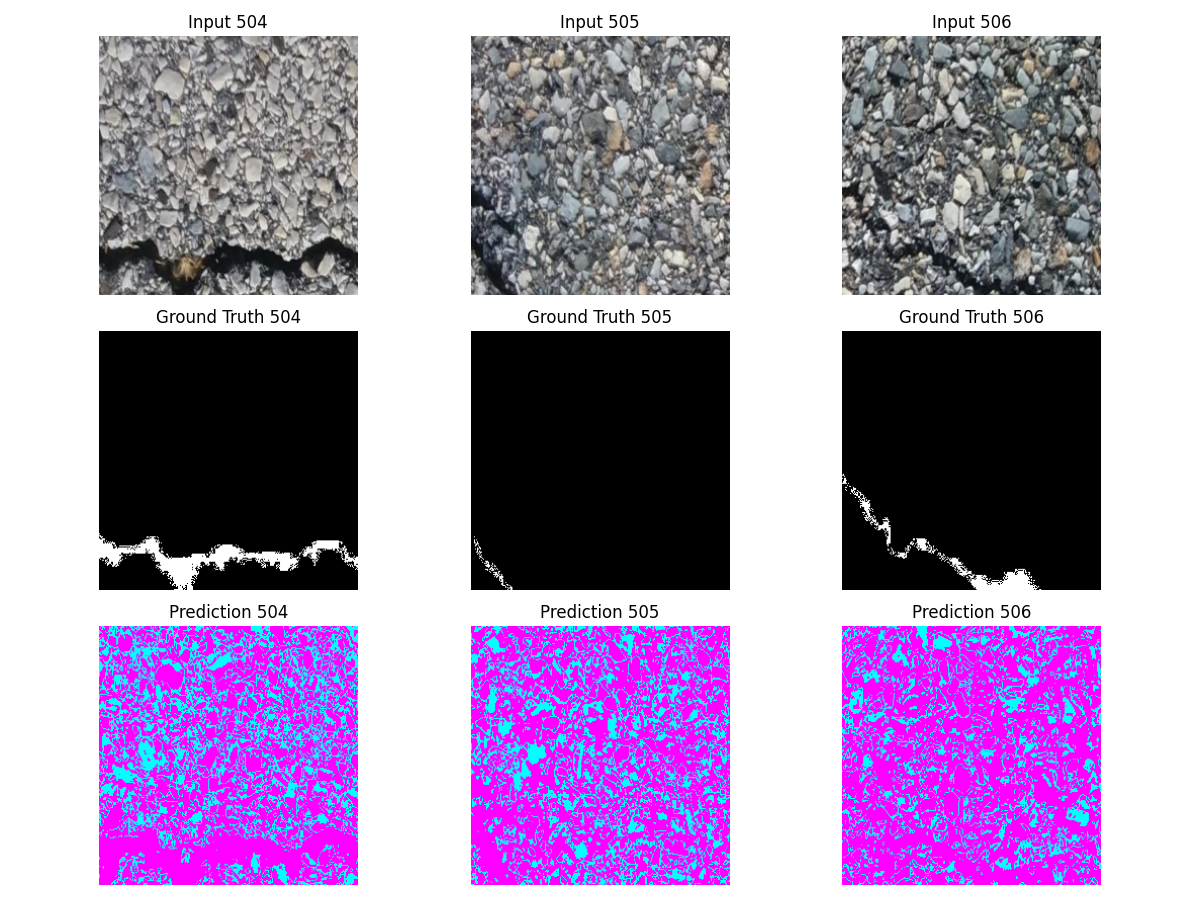 Input 504
Input 505
Input 506
Ground Truth 504
Ground Truth 505
Ground Truth 506
Prediction 504
Prediction 505
Prediction 506